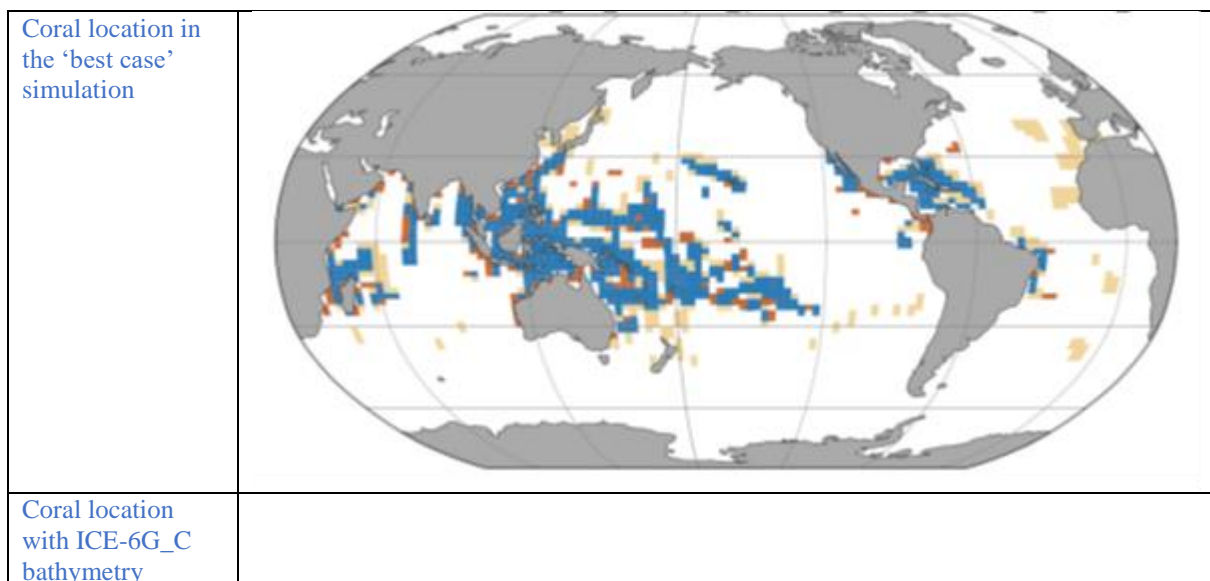 Coral location in
the ‘best case’
simulation
Coral location
with ICE-6G_C
bathymetry